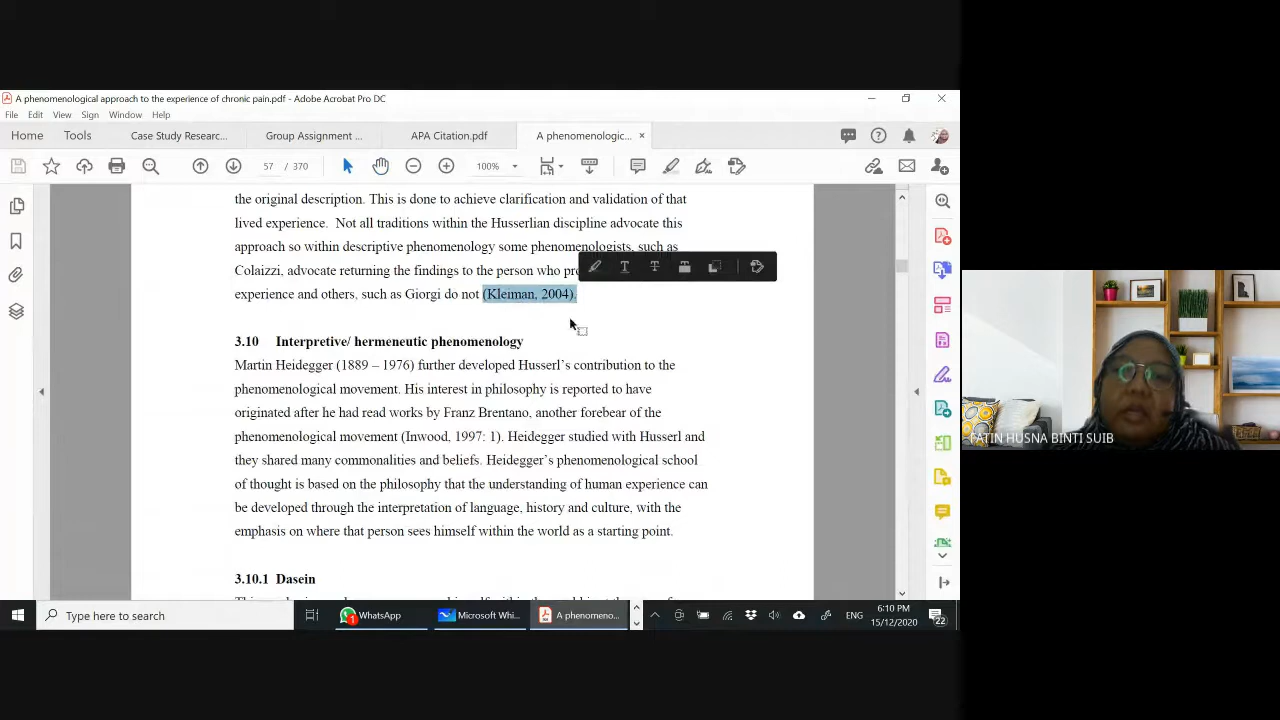 A phenomenological approach to the experience of chronic pain.pdf - Adobe Acrobat Pro DC
File Edit View Sign Window Help
Home Tools Case Study Researc... Group Assignment ... APA Citation.pdf A phenomenologic... ×
57 / 370 100%
the original description. This is done to achieve clarification and validation of that
lived experience. Not all traditions within the Husserlian discipline advocate this
approach so within descriptive phenomenology some phenomenologists, such as
Colaizzi, advocate returning the findings to the person who
experience and others, such as Giorgi do not (Kleiman, 2004).
3.10 Interpretive/ hermeneutic phenomenology
Martin Heidegger (1889 – 1976) further developed Husserl's contribution to the
phenomenological movement. His interest in philosophy is reported to have
originated after he had read works by Franz Brentano, another forebear of the
phenomenological movement (Inwood, 1997: 1). Heidegger studied with Husserl and
they shared many commonalities and beliefs. Heidegger's phenomenological school
of thought is based on the philosophy that the understanding of human experience can
be developed through the interpretation of language, history and culture, with the
emphasis on where that person sees himself within the world as a starting point.
3.10.1 Dasein
FATIN HUSNA BINTI SUIB
Type here to search
1 WhatsApp
Microsoft Whi...
A phenomeno...
ENG
6:10 PM
15/12/2020
22